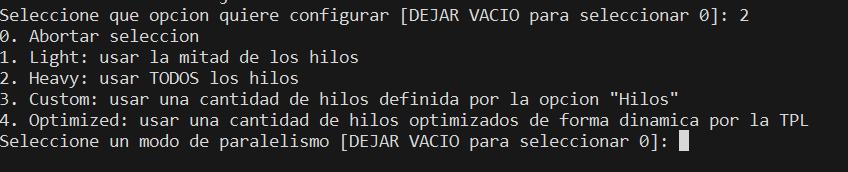 Seleccione que opcion quiere configurar [DEJAR VACIO para seleccionar 0]: 2
0. Abortar seleccion
1. Light: usar la mitad de los hilos
2. Heavy: usar TODOS los hilos
3. Custom: usar una cantidad de hilos definida por la opcion "Hilos"
4. Optimized: usar una cantidad de hilos optimizados de forma dinamica por la TPL
Seleccione un modo de paralelismo [DEJAR VACIO para seleccionar 0]: